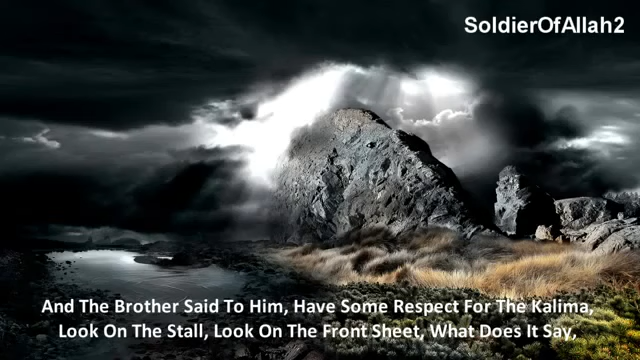 SoldierOfAllah2
And The Brother Said To Him, Have Some Respect For The Kalima,
Look On The Stall, Look On The Front Sheet, What Does It Say,